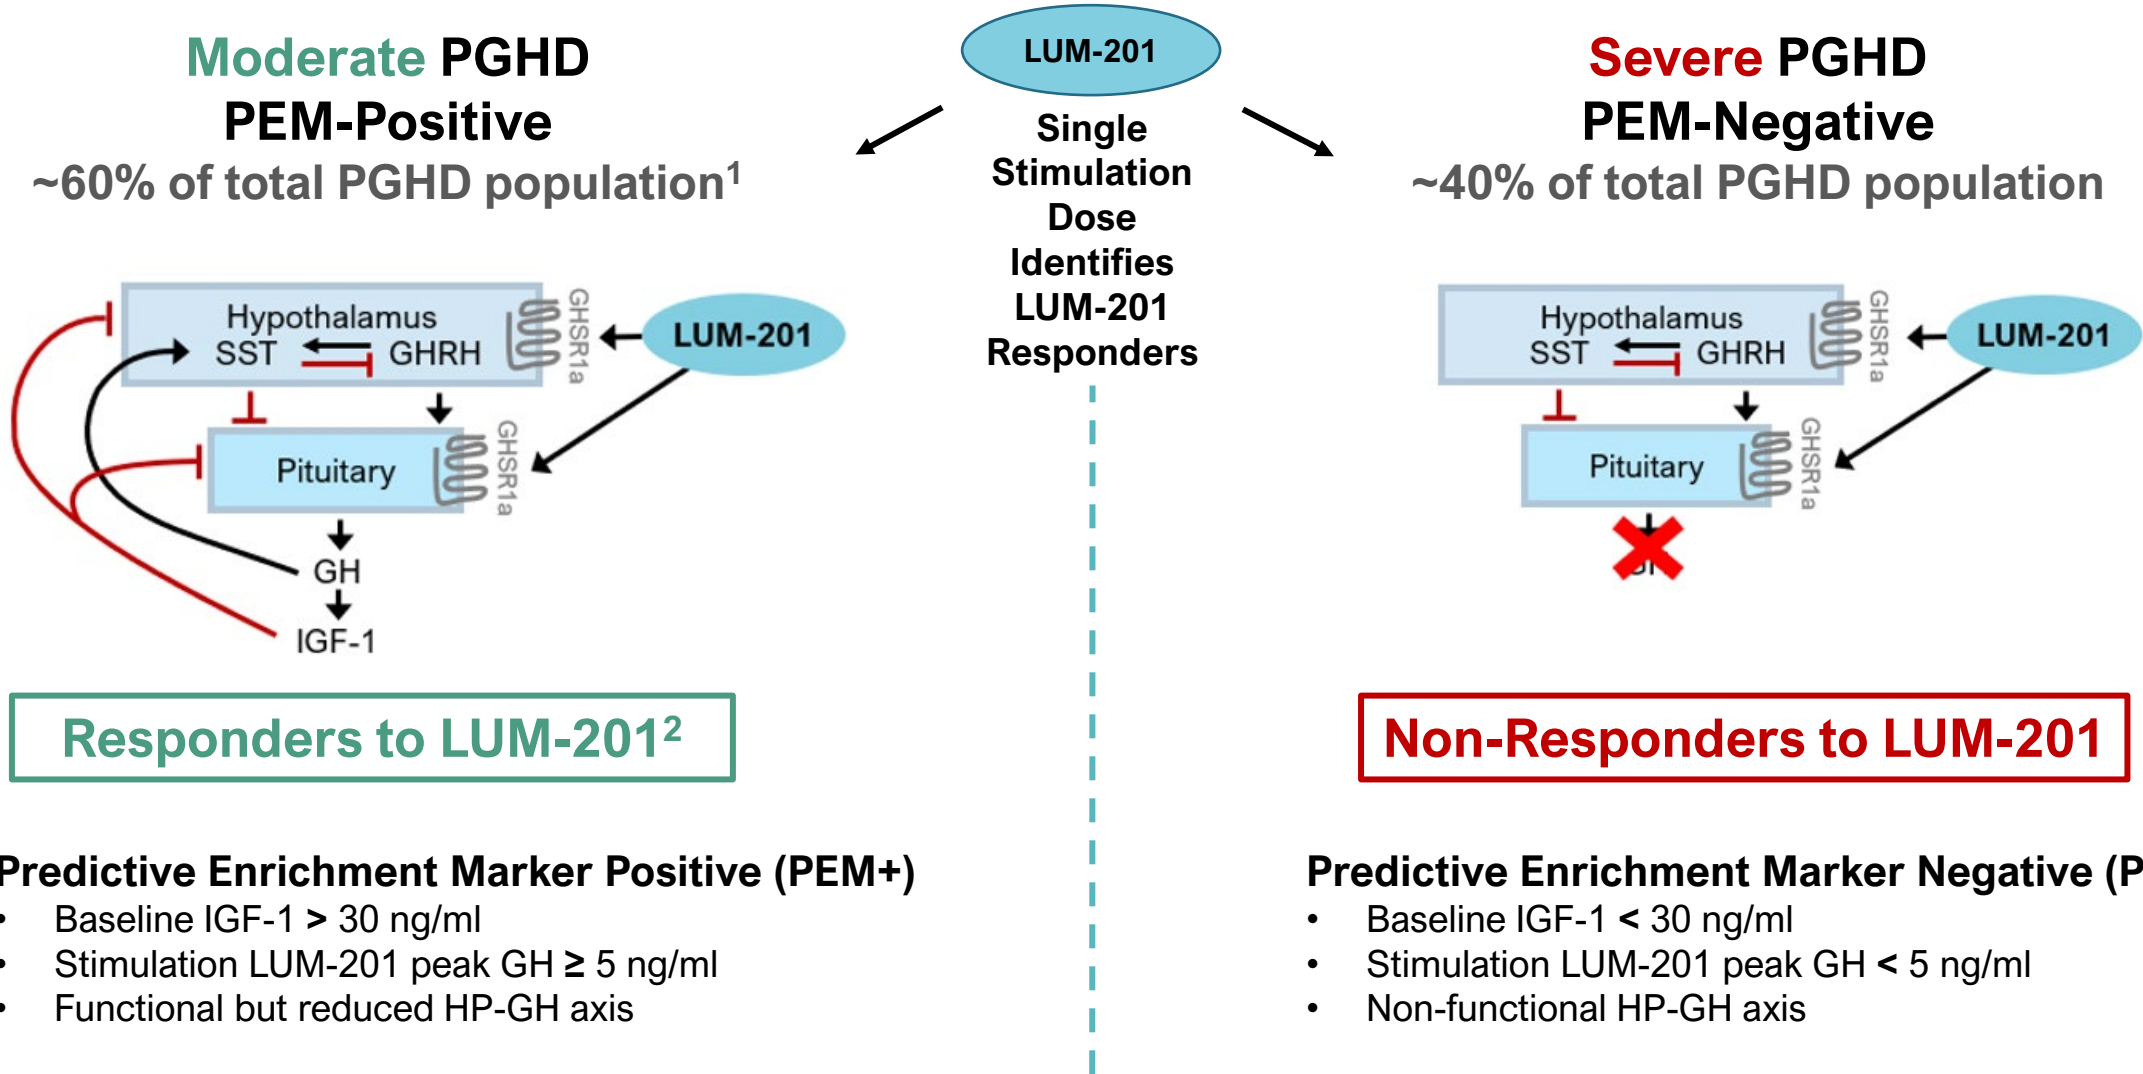 LUM-201
Single
Stimulation
Dose
Identifies
LUM-201
Responders
Moderate PGHD
PEM-Positive
~60% of total PGHD population¹
Hypothalamus
SST GHRH
GHSR1a
LUM-201
Pituitary
GHSR1a
GH
IGF-1
Responders to LUM-201²
Predictive Enrichment Marker Positive (PEM+)
• Baseline IGF-1 > 30 ng/ml
• Stimulation LUM-201 peak GH ≥ 5 ng/ml
• Functional but reduced HP-GH axis
Severe PGHD
PEM-Negative
~40% of total PGHD population
Hypothalamus
SST GHRH
GHSR1a
LUM-201
Pituitary
GHSR1a
Non-Responders to LUM-201
Predictive Enrichment Marker Negative (P
• Baseline IGF-1 < 30 ng/ml
• Stimulation LUM-201 peak GH < 5 ng/ml
• Non-functional HP-GH axis